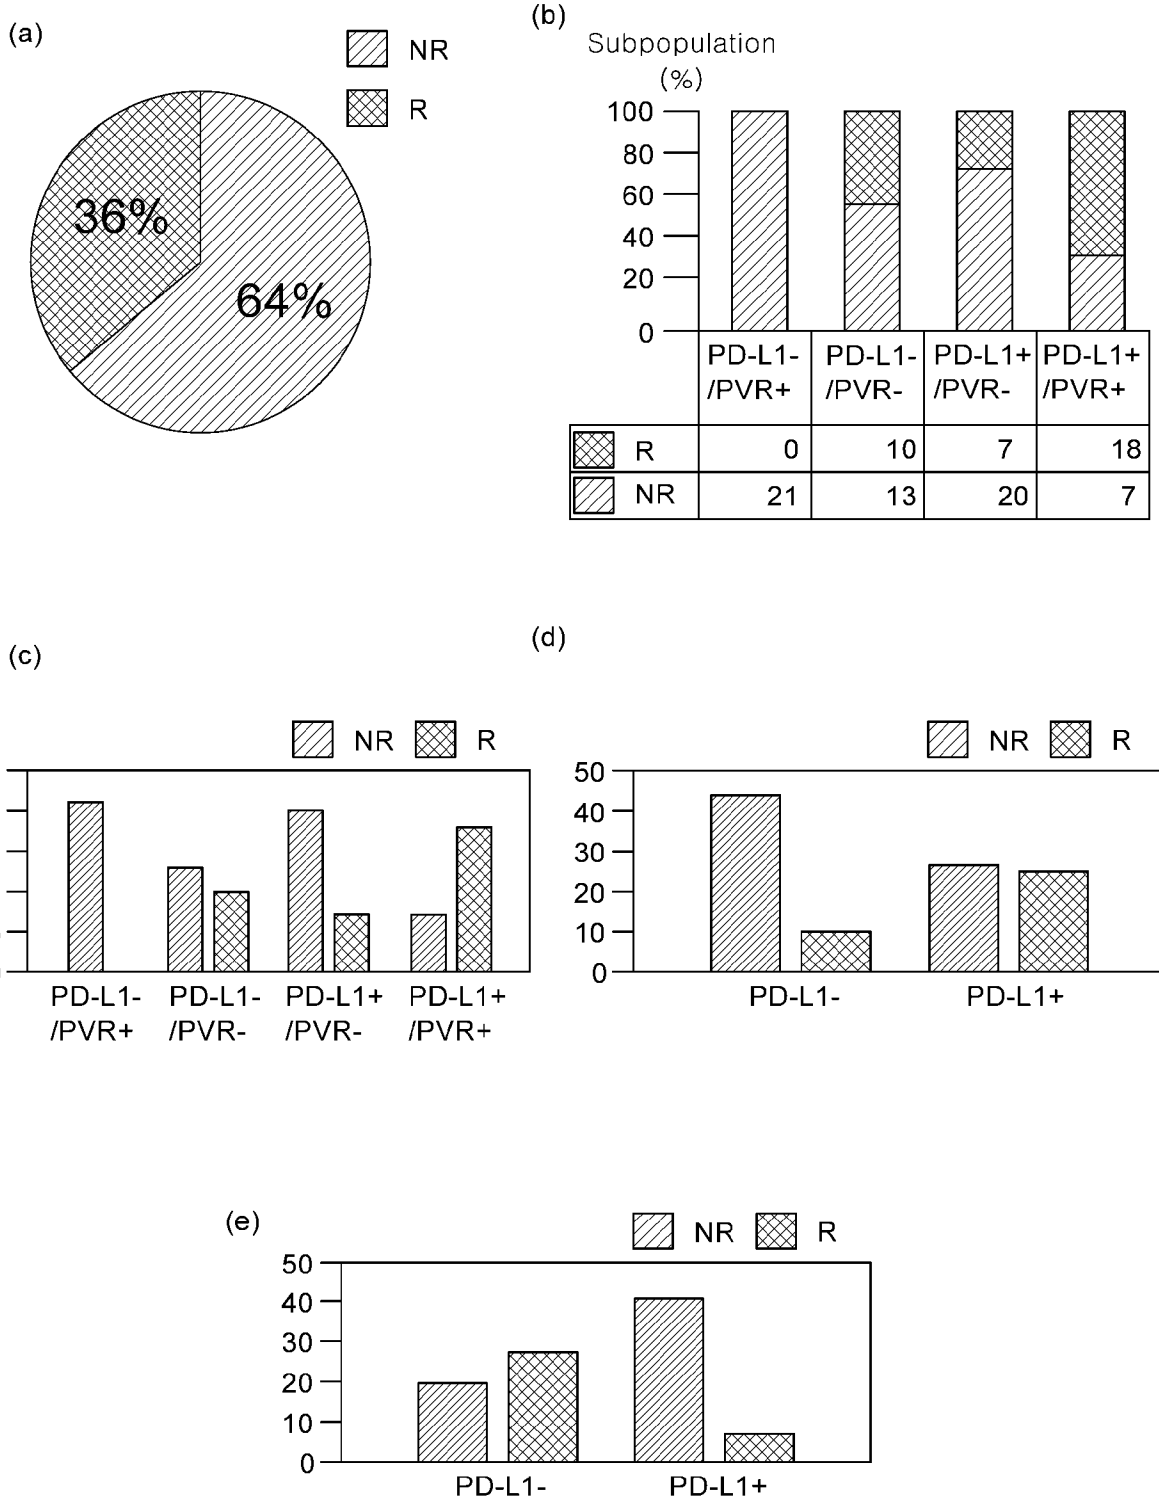 (a)
NR
R
36%
64%
(b)
Subpopulation
(%)
100
80
60
40
20
0
PD-L1- PD-L1- PD-L1+ PD-L1+
/PVR+ /PVR- /PVR- /PVR+
R 0 10 7 18
NR 21 13 20 7
(c)
NR R
PD-L1- PD-L1- PD-L1+ PD-L1+
/PVR+ /PVR- /PVR- /PVR+
(d)
NR R
50
40
30
20
10
0
PD-L1- PD-L1+
(e)
NR R
50
40
30
20
10
0
PD-L1- PD-L1+